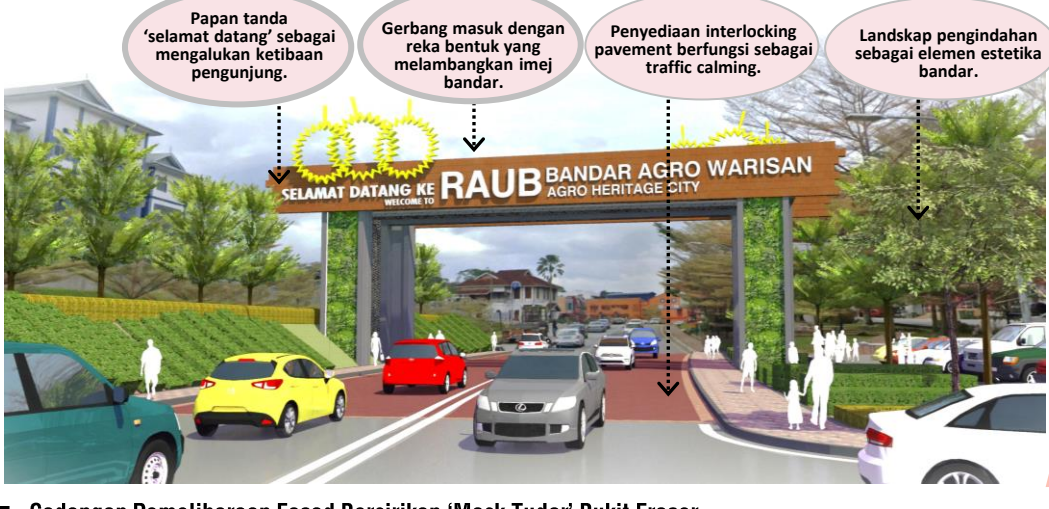 Papan tanda
‘selamat datang’ sebagai
mengalukan ketibaan
pengunjung.
Gerbang masuk dengan
reka bentuk yang
melambangkan imej
bandar.
Penyediaan interlocking
pavement berfungsi sebagai
traffic calming.
Landskap pengindahan
sebagai elemen estetika
bandar.
SELAMAT DATANG KE
WELCOME TO
RAUB
BANDAR AGRO WARISAN
AGRO HERITAGE CITY
Cadangan Pemeliharaan Fasad Bercirikan ‘Mock Tudor’ Bukit Fraser